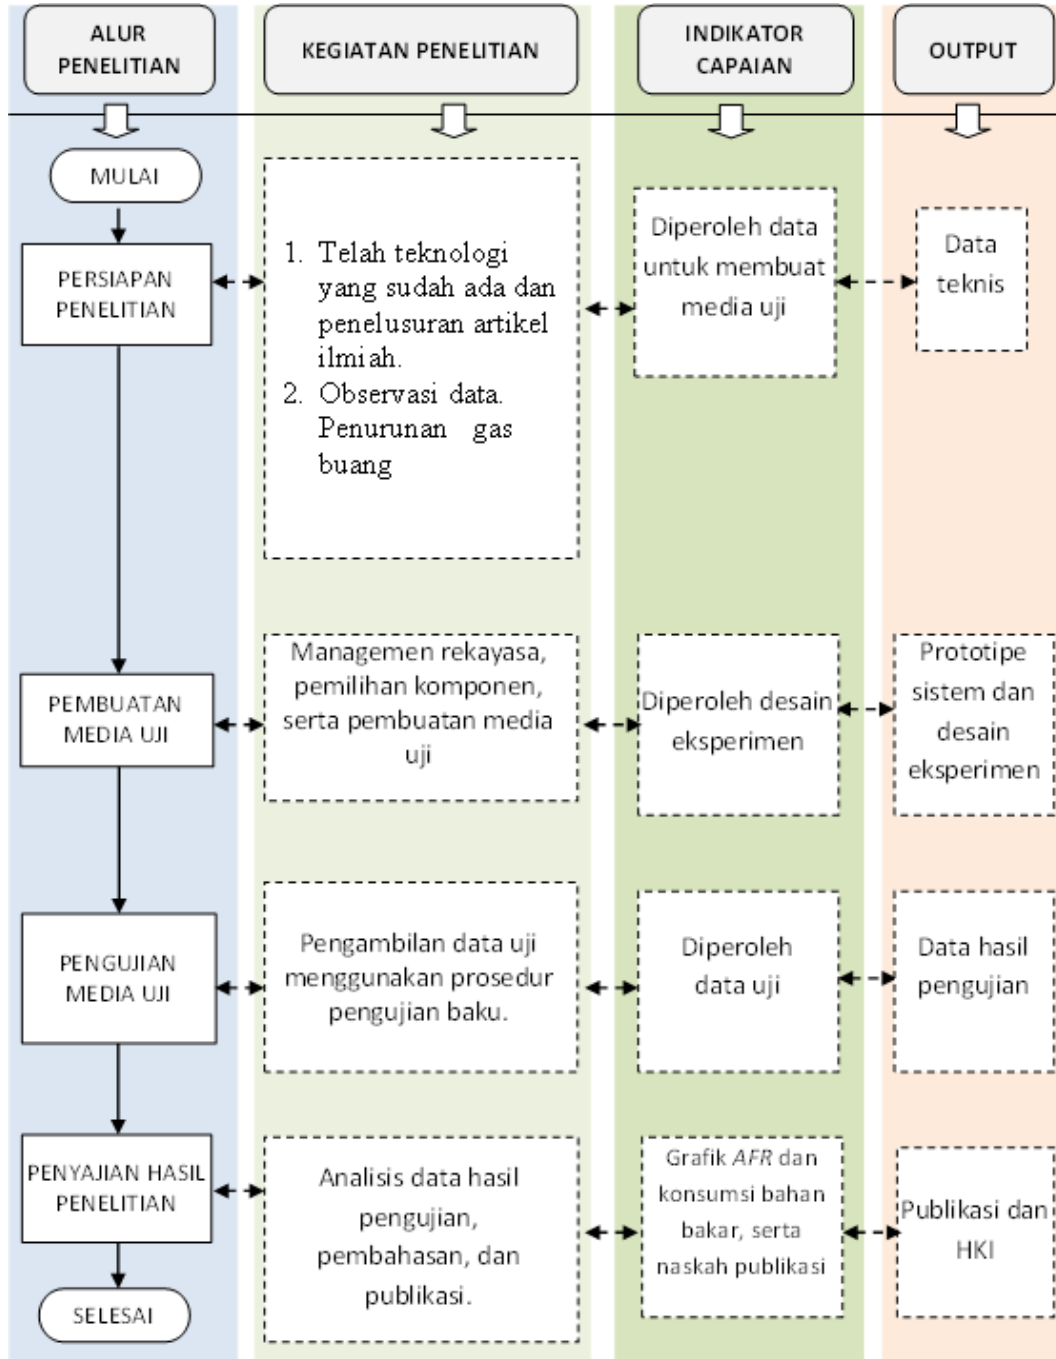 ALUR
PENELITIAN
KEGIATAN PENELITIAN
INDIKATOR
CAPAIAN
OUTPUT
MULAI
PERSIAPAN
PENELITIAN
1. Telah teknologi
yang sudah ada dan
penelusuran artikel
ilmiah.
2. Observasi data.
Penurunan gas
buang
Diperoleh data
untuk membuat
media uji
Data
teknis
PEMBUATAN
MEDIA UJI
Managemen rekayasa,
pemilihan komponen,
serta pembuatan media
uji
Diperoleh desain
eksperimen
Prototipe
sistem dan
desain
eksperimen
PENGUJIAN
MEDIA UJI
Pengambilan data uji
menggunakan prosedur
pengujian baku.
Diperoleh
data uji
Data hasil
pengujian
PENYAJIAN HASIL
PENELITIAN
Analisis data hasil
pengujian,
pembahasan, dan
publikasi.
Grafik AFR dan
konsumsi bahan
bakar, serta
naskah publikasi
Publikasi dan
HKI
SELESAI